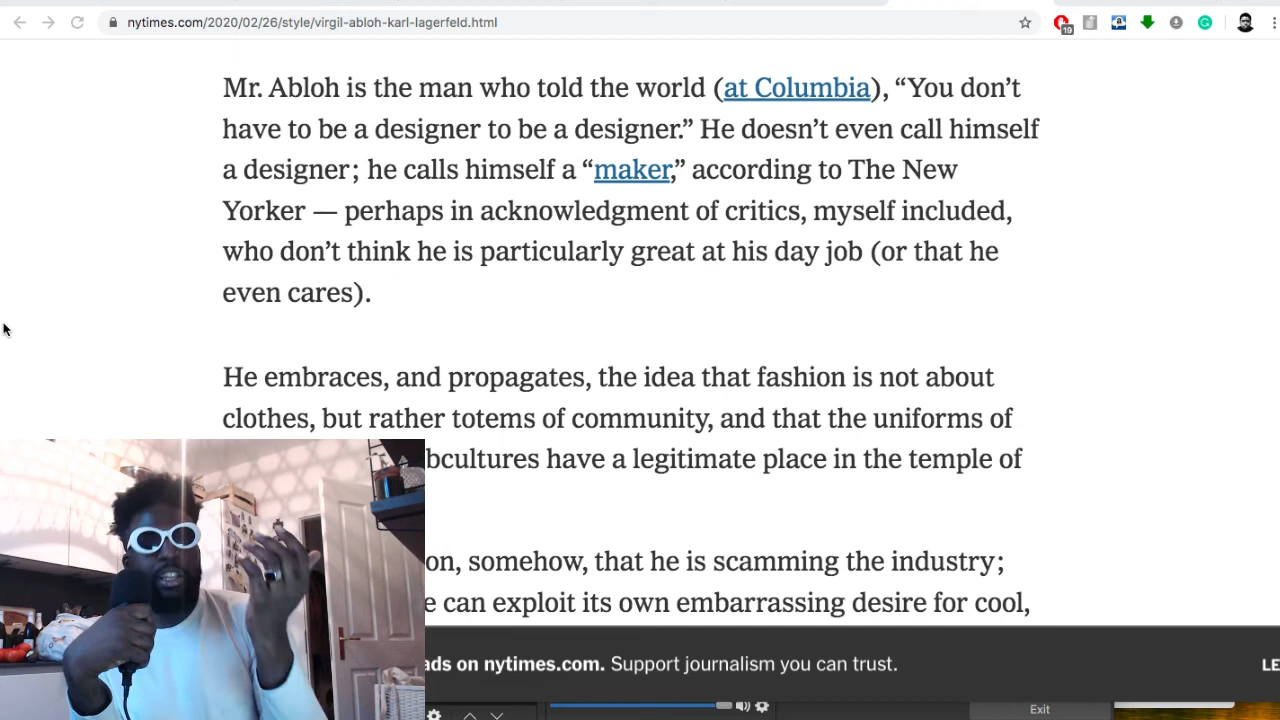 nytimes.com/2020/02/26/style/virgil-abloh-karl-lagerfeld.html
19
Mr. Abloh is the man who told the world (at Columbia), “You don’t
have to be a designer to be a designer.” He doesn’t even call himself
a designer; he calls himself a “maker,” according to The New
Yorker — perhaps in acknowledgment of critics, myself included,
who don’t think he is particularly great at his day job (or that he
even cares).
He embraces, and propagates, the idea that fashion is not about
clothes, but rather totems of community, and that the uniforms of
bcultures have a legitimate place in the temple of
on, somehow, that he is scamming the industry;
e can exploit its own embarrassing desire for cool,
ads on nytimes.com. Support journalism you can trust.
LE
Exit